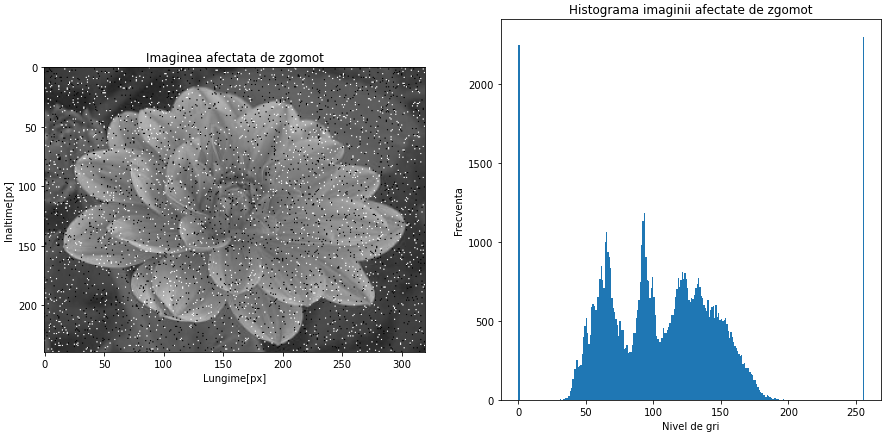 Imaginea afectata de zgomot
0
50
100
150
200
Inaltime[px]
0 50 100 150 200 250 300
Lungime[px]
Histograma imaginii afectate de zgomot
2000
1500
1000
500
0
Frecventa
0 50 100 150 200 250
Nivel de gri